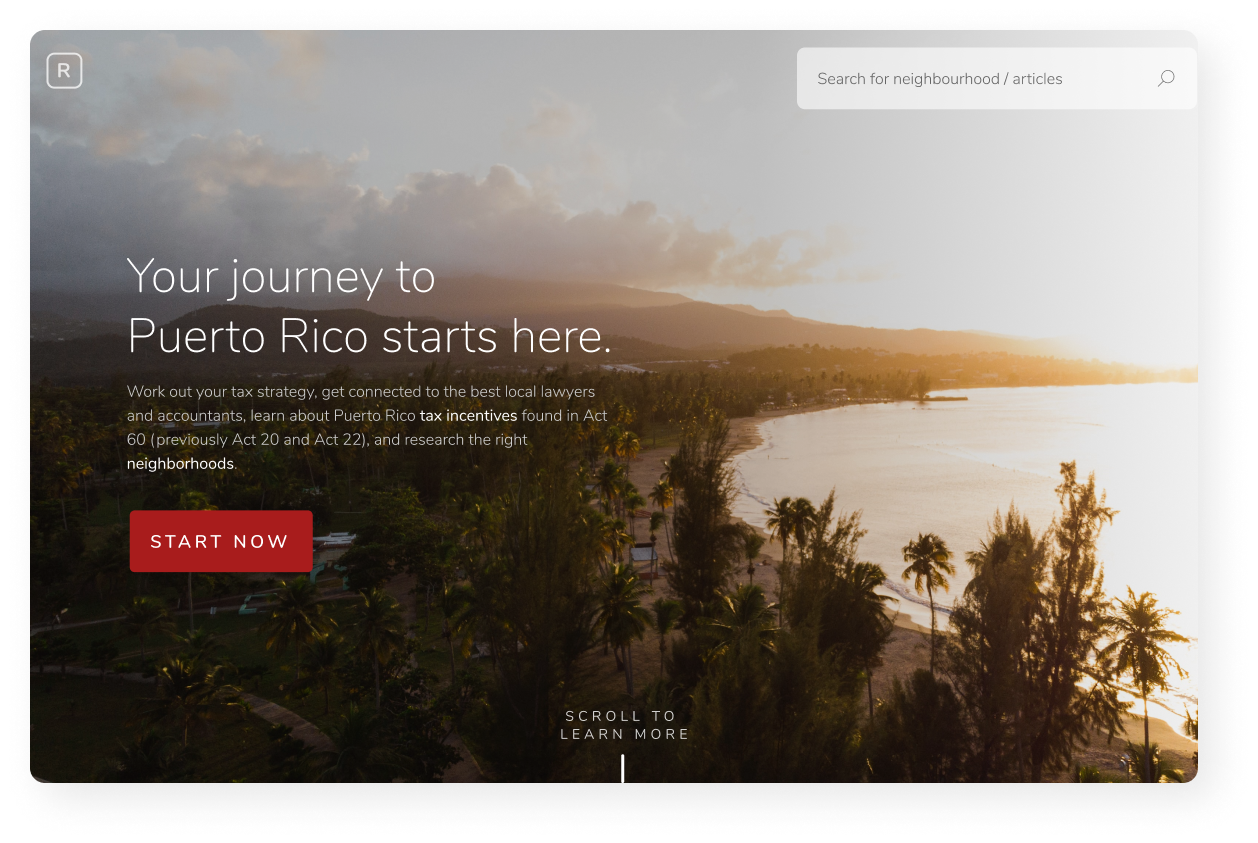 R
Search for neighbourhood / articles
Your journey to
Puerto Rico starts here.
Work out your tax strategy, get connected to the best local lawyers
and accountants, learn about Puerto Rico tax incentives found in Act
60 (previously Act 20 and Act 22), and research the right
neighborhoods.
START NOW
SCROLL TO
LEARN MORE